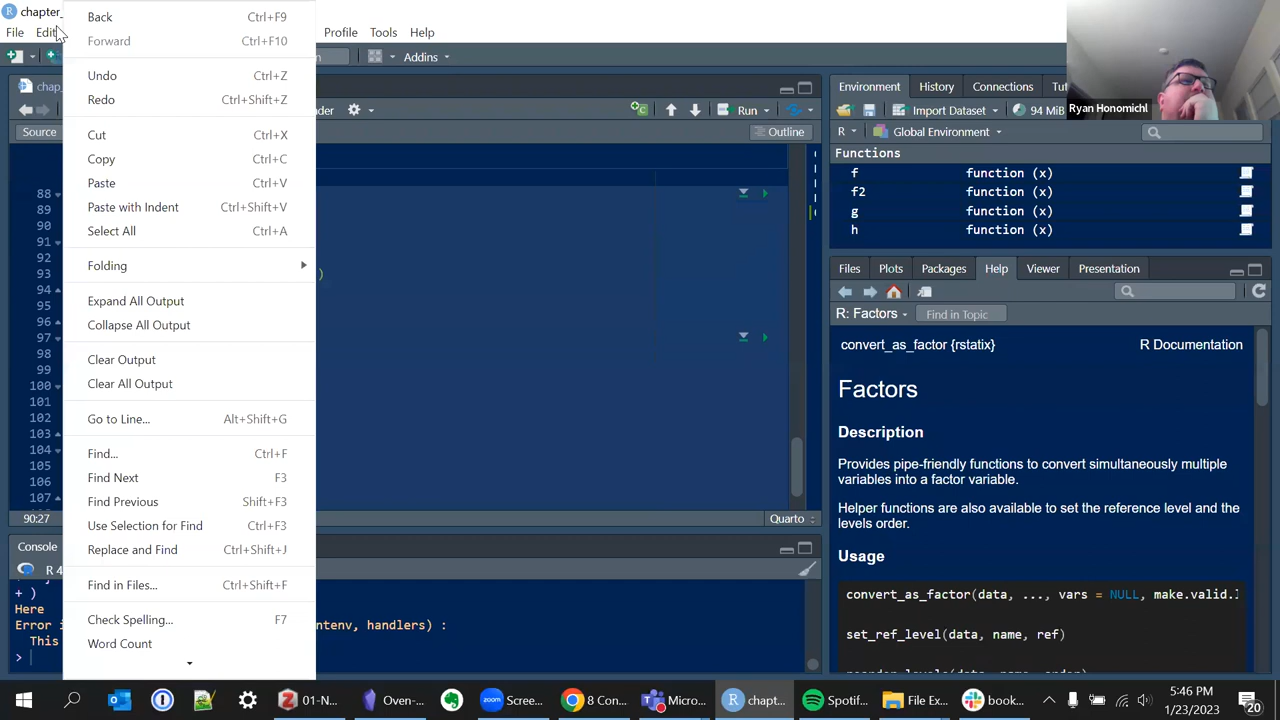 chapter_
File Edit Profile Tools Help
Back Ctrl+F9
Forward Ctrl+F10
Undo Ctrl+Z
Redo Ctrl+Shift+Z
Cut Ctrl+X
Copy Ctrl+C
Paste Ctrl+V
Paste with Indent Ctrl+Shift+V
Select All Ctrl+A
Folding
Expand All Output
Collapse All Output
Clear Output
Clear All Output
Go to Line... Alt+Shift+G
Find... Ctrl+F
Find Next F3
Find Previous Shift+F3
Use Selection for Find Ctrl+F3
Replace and Find Ctrl+Shift+J
Find in Files... Ctrl+Shift+F
Check Spelling... F7
Word Count
Addins
chap_
Run
Source
Outline
88
89
90
91
92
93 )
94
95
96
97
98
99
100
101
102
103
104
105
106
107
90:27 Quarto
Console
R 4
+ )
Here
Error i ntenv, handlers) :
This
>
Environment History Connections Tut
Import Dataset 94 MiB
R Global Environment
Functions
f function (x)
f2 function (x)
g function (x)
h function (x)
Ryan Honomichl
Files Plots Packages Help Viewer Presentation
R: Factors Find in Topic
convert_as_factor {rstatix} R Documentation
Factors
Description
Provides pipe-friendly functions to convert simultaneously multiple
variables into a factor variable.
Helper functions are also available to set the reference level and the
levels order.
Usage
convert_as_factor(data, ..., vars = NULL, make.valid.
set_ref_level(data, name, ref)
01-N... Oven-... Scree... 8 Con... Micro... chapt... Spotif... File Ex... book...
zoom
5:46 PM
1/23/2023
20